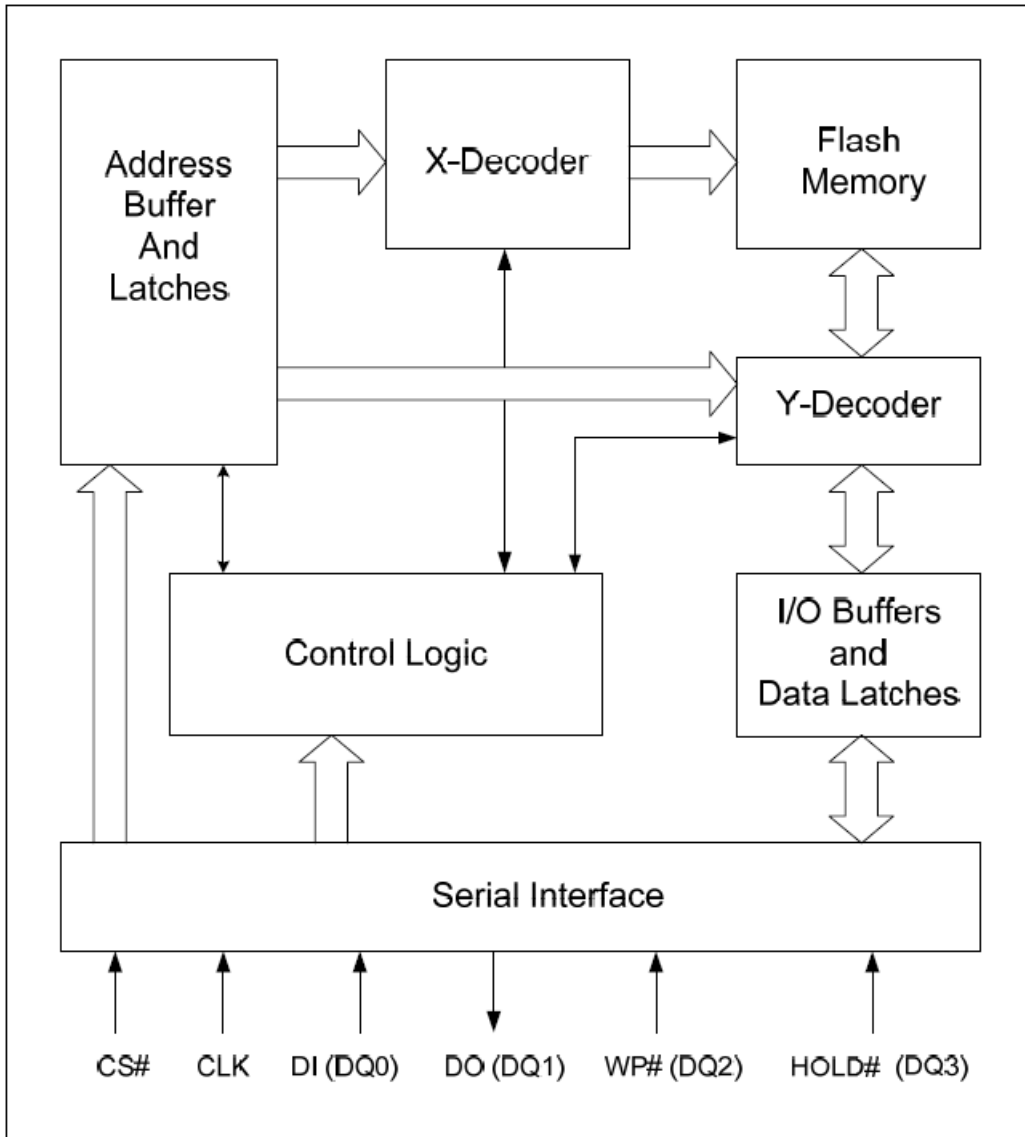 Address
Buffer
And
Latches
X-Decoder
Flash
Memory
Y-Decoder
Control Logic
I/O Buffers
and
Data Latches
Serial Interface
CS#
CLK
DI (DQ0)
DO (DQ1)
WP# (DQ2)
HOLD# (DQ3)